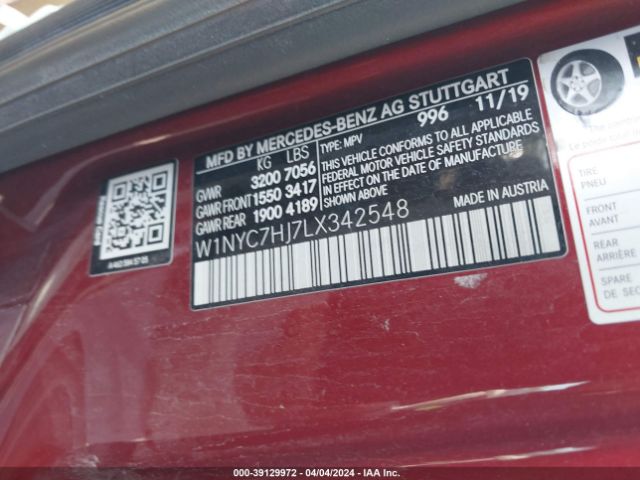 MFD BY MERCEDES-BENZ AG STUTTGART
KG LBS TYPE: MPV 996 11/19
GVWR 3200 7056
GAWR FRONT 1550 3417
GAWR REAR 1900 4189
THIS VEHICLE CONFORMS TO ALL APPLICABLE
FEDERAL MOTOR VEHICLE SAFETY STANDARDS
IN EFFECT ON THE DATE OF MANUFACTURE
SHOWN ABOVE
W1NYC7HJ7LX342548
MADE IN AUSTRIA
TIRE
PNEU
FRONT
AVANT
REAR
ARRIÈRE
SPARE
DE SEC
000-39129972 - 04/04/2024 - IAA Inc.